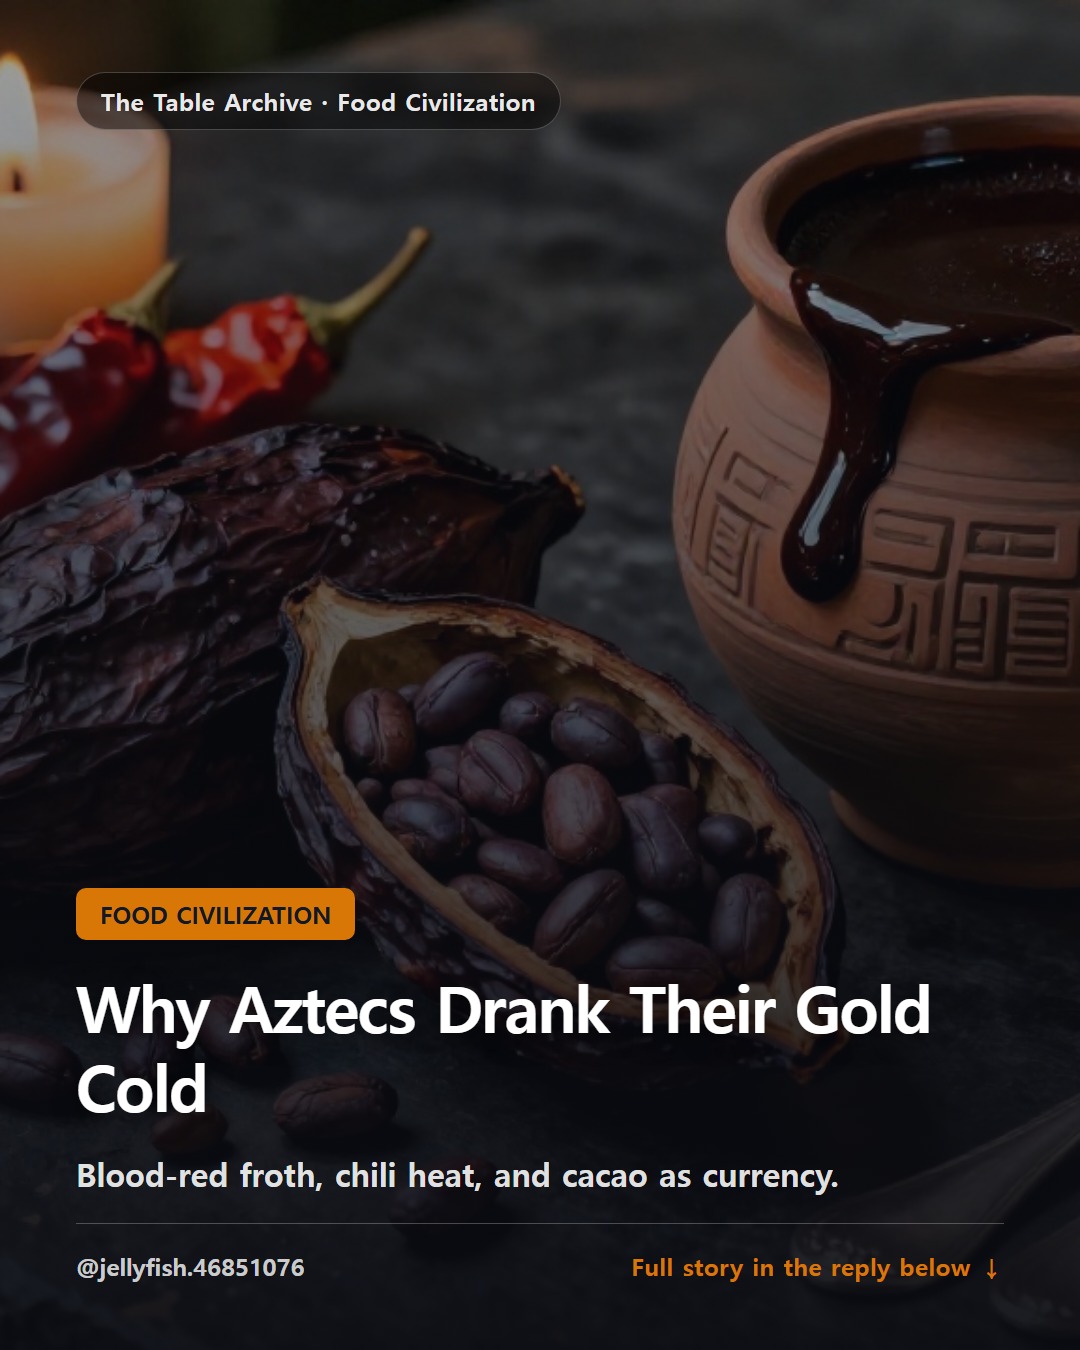 The Table Archive · Food Civilization
FOOD CIVILIZATION
Why Aztecs Drank Their Gold
Cold
Blood-red froth, chili heat, and cacao as currency.
@jellyfish.46851076
Full story in the reply below ↓